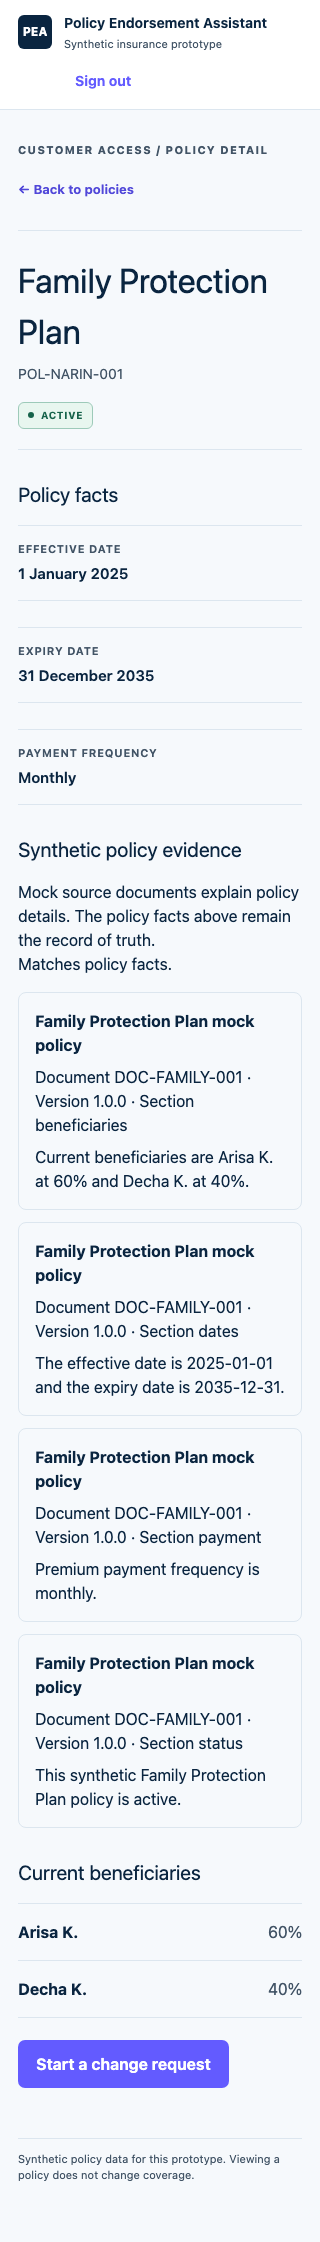 PEA
Policy Endorsement Assistant
Synthetic insurance prototype
Sign out
CUSTOMER ACCESS / POLICY DETAIL
← Back to policies
Family Protection
Plan
POL-NARIN-001
ACTIVE
Policy facts
EFFECTIVE DATE
1 January 2025
EXPIRY DATE
31 December 2035
PAYMENT FREQUENCY
Monthly
Synthetic policy evidence
Mock source documents explain policy
details. The policy facts above remain
the record of truth.
Matches policy facts.
Family Protection Plan mock
policy
Document DOC-FAMILY-001 ·
Version 1.0.0 · Section
beneficiaries
Current beneficiaries are Arisa K.
at 60% and Decha K. at 40%.
Family Protection Plan mock
policy
Document DOC-FAMILY-001 ·
Version 1.0.0 · Section dates
The effective date is 2025-01-01
and the expiry date is 2035-12-31.
Family Protection Plan mock
policy
Document DOC-FAMILY-001 ·
Version 1.0.0 · Section payment
Premium payment frequency is
monthly.
Family Protection Plan mock
policy
Document DOC-FAMILY-001 ·
Version 1.0.0 · Section status
This synthetic Family Protection
Plan policy is active.
Current beneficiaries
Arisa K. 60%
Decha K. 40%
Start a change request
Synthetic policy data for this prototype. Viewing a
policy does not change coverage.